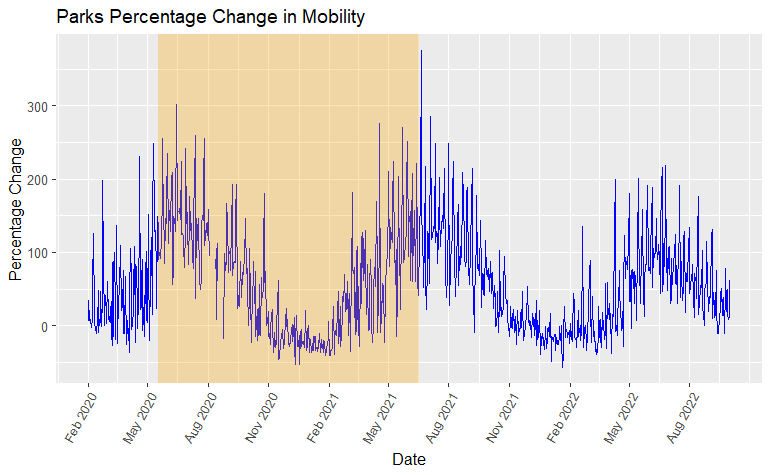 Parks Percentage Change in Mobility
Percentage Change
300
200
100
0
Feb 2020
May 2020
Aug 2020
Nov 2020
Feb 2021
May 2021
Aug 2021
Nov 2021
Feb 2022
May 2022
Aug 2022
Date